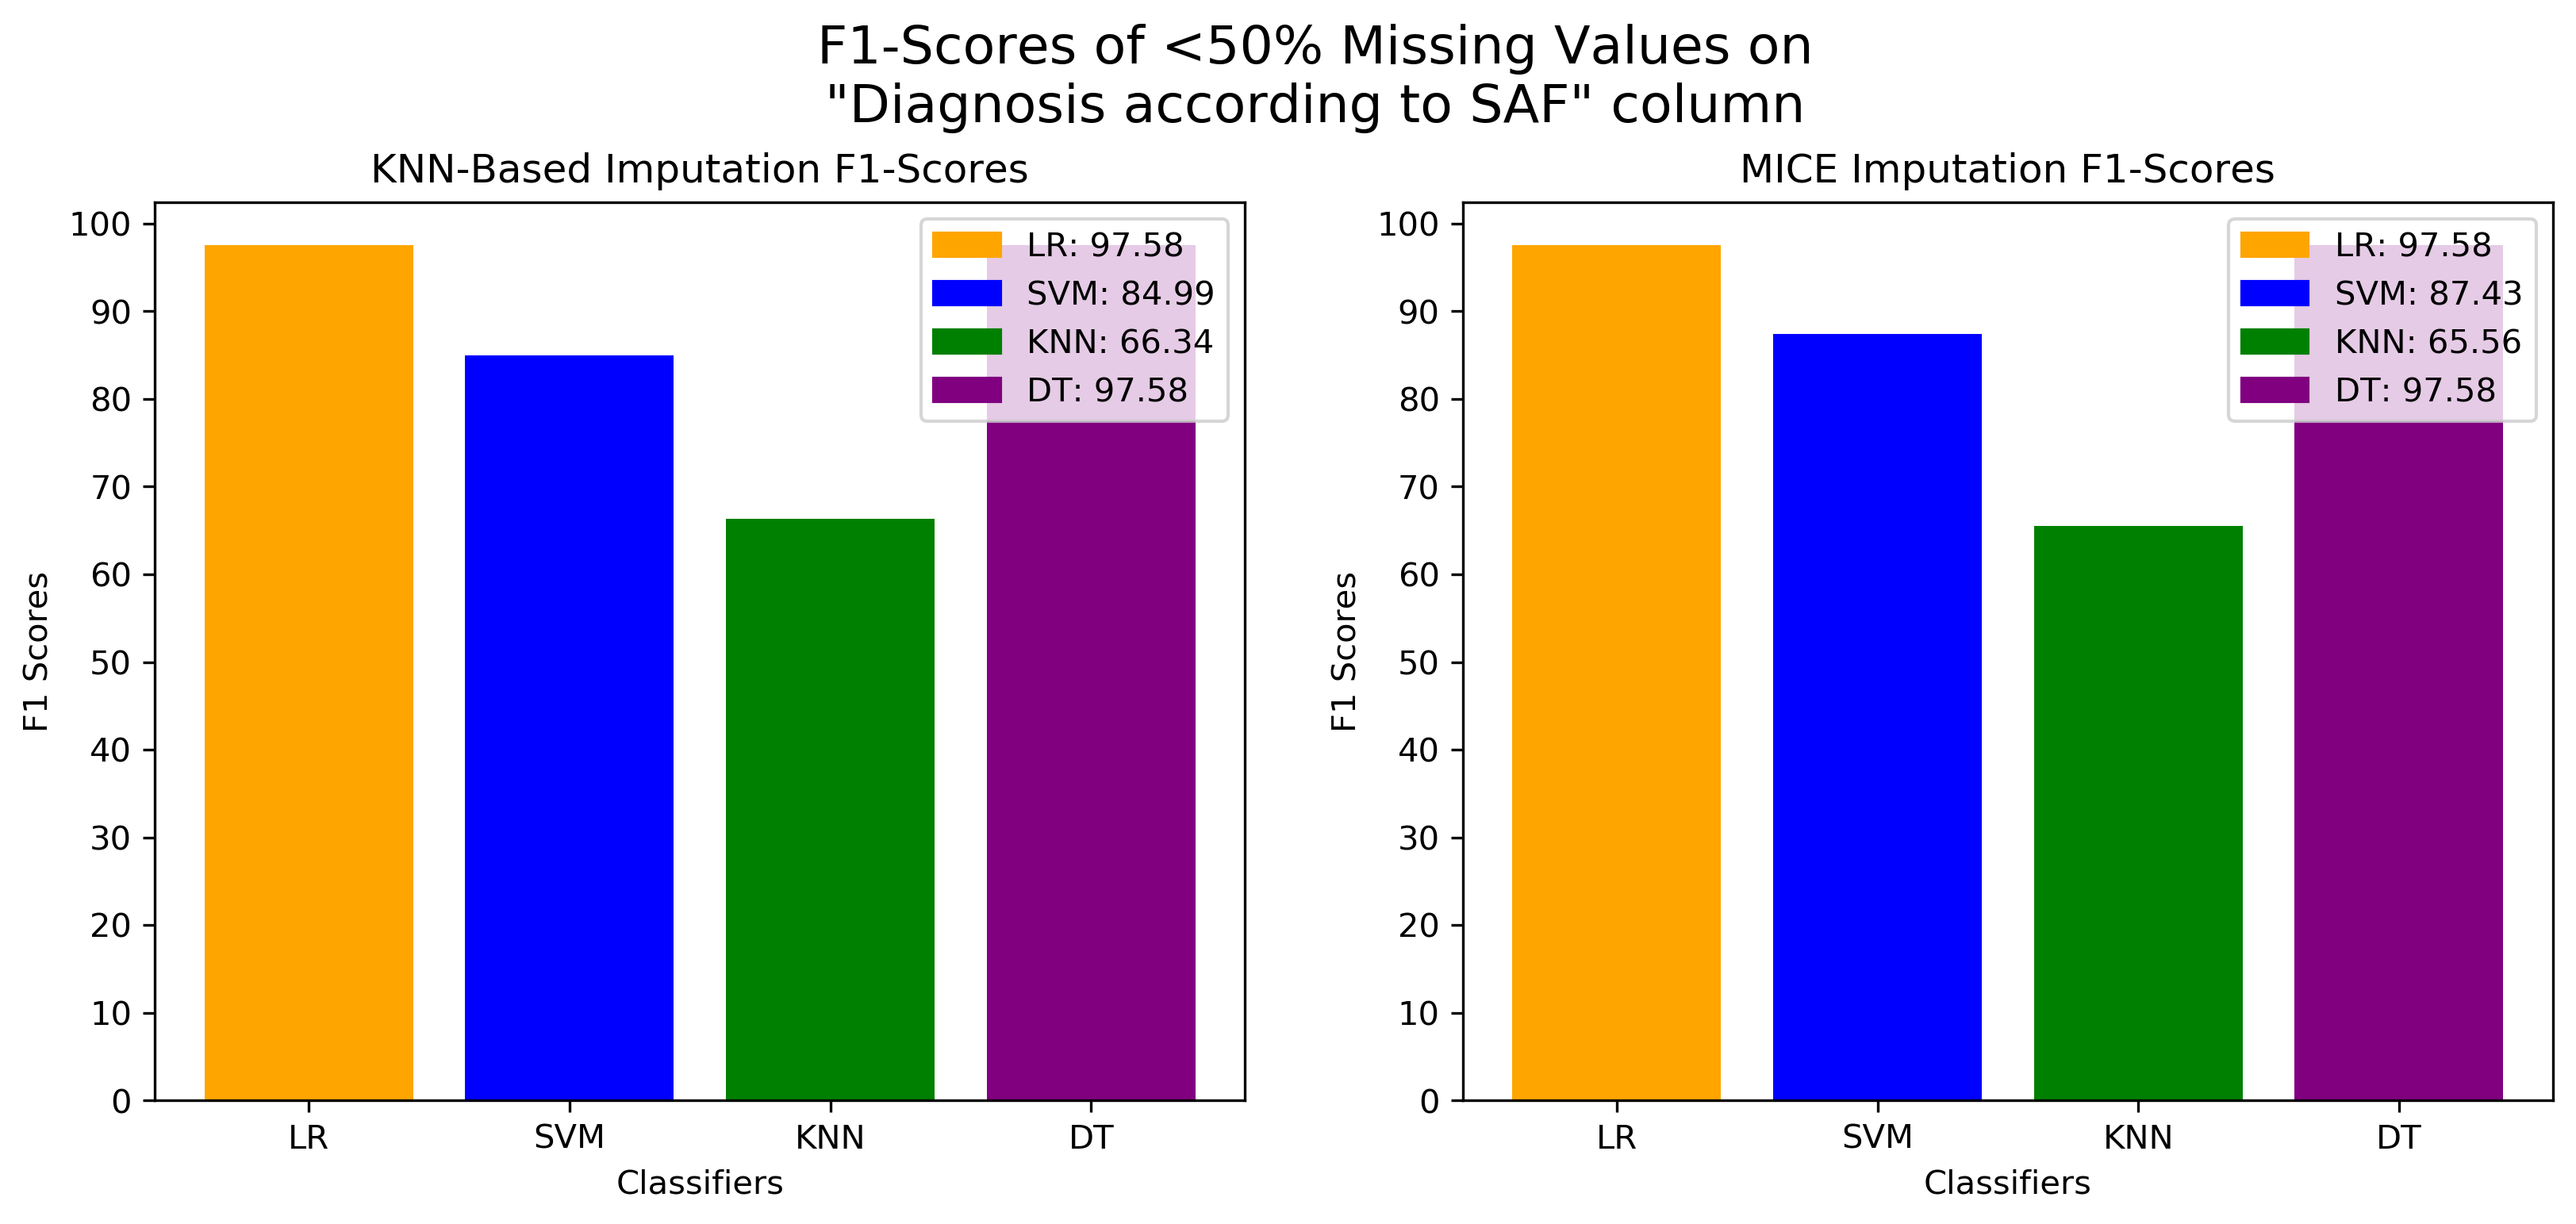 F1-Scores of <50% Missing Values on
"Diagnosis according to SAF" column
KNN-Based Imputation F1-Scores
F1 Scores
100
90
80
70
60
50
40
30
20
10
0
LR: 97.58
SVM: 84.99
KNN: 66.34
DT: 97.58
LR SVM KNN DT
Classifiers
MICE Imputation F1-Scores
F1 Scores
100
90
80
70
60
50
40
30
20
10
0
LR: 97.58
SVM: 87.43
KNN: 65.56
DT: 97.58
LR SVM KNN DT
Classifiers